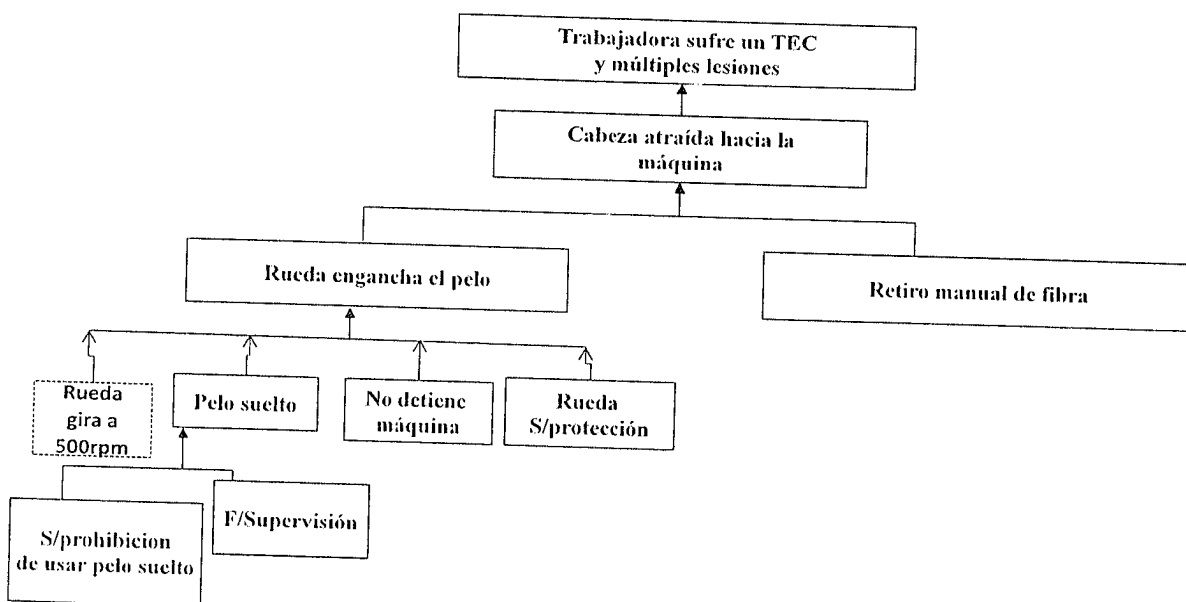 Trabajadora sufre un TEC
y múltiples lesiones
Cabeza atraída hacia la
máquina
Rueda engancha el pelo
Retiro manual de fibra
Rueda
gira a
500rpm
Pelo suelto
No detiene
máquina
Rueda
S/protección
S/prohibicion
de usar pelo suelto
F/Supervisión